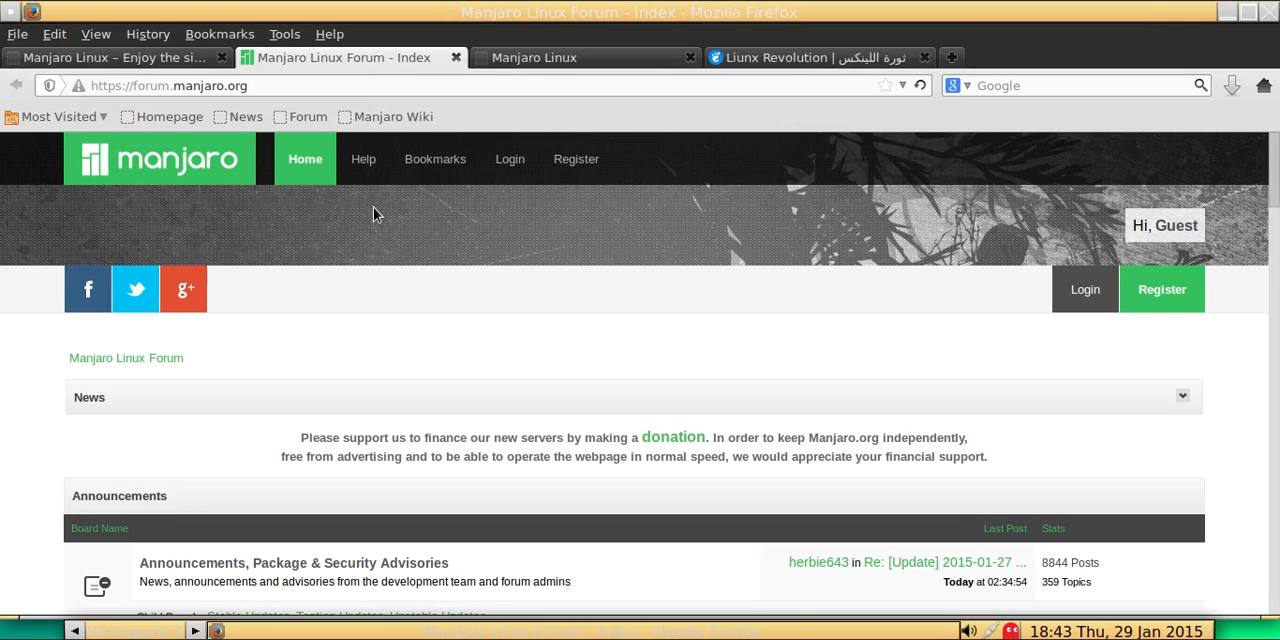 Manjaro Linux Forum - Index - Mozilla Firefox
File Edit View History Bookmarks Tools Help
Manjaro Linux – Enjoy the si... Manjaro Linux Forum - Index Manjaro Linux Liunx Revolution | ثورة اللينكس
https://forum.manjaro.org Google
Most Visited Homepage News Forum Manjaro Wiki
manjaro Home Help Bookmarks Login Register
Hi, Guest
f g+ Login Register
Manjaro Linux Forum
News
Please support us to finance our new servers by making a donation. In order to keep Manjaro.org independently,
free from advertising and to be able to operate the webpage in normal speed, we would appreciate your financial support.
Announcements
Board Name Last Post Stats
Announcements, Package & Security Advisories herbie643 in Re: [Update] 2015-01-27 ... 8844 Posts
News, announcements and advisories from the development team and forum admins Today at 02:34:54 359 Topics
Stable Updates, Testing Updates, Unstable Updates
18:43 Thu, 29 Jan 2015